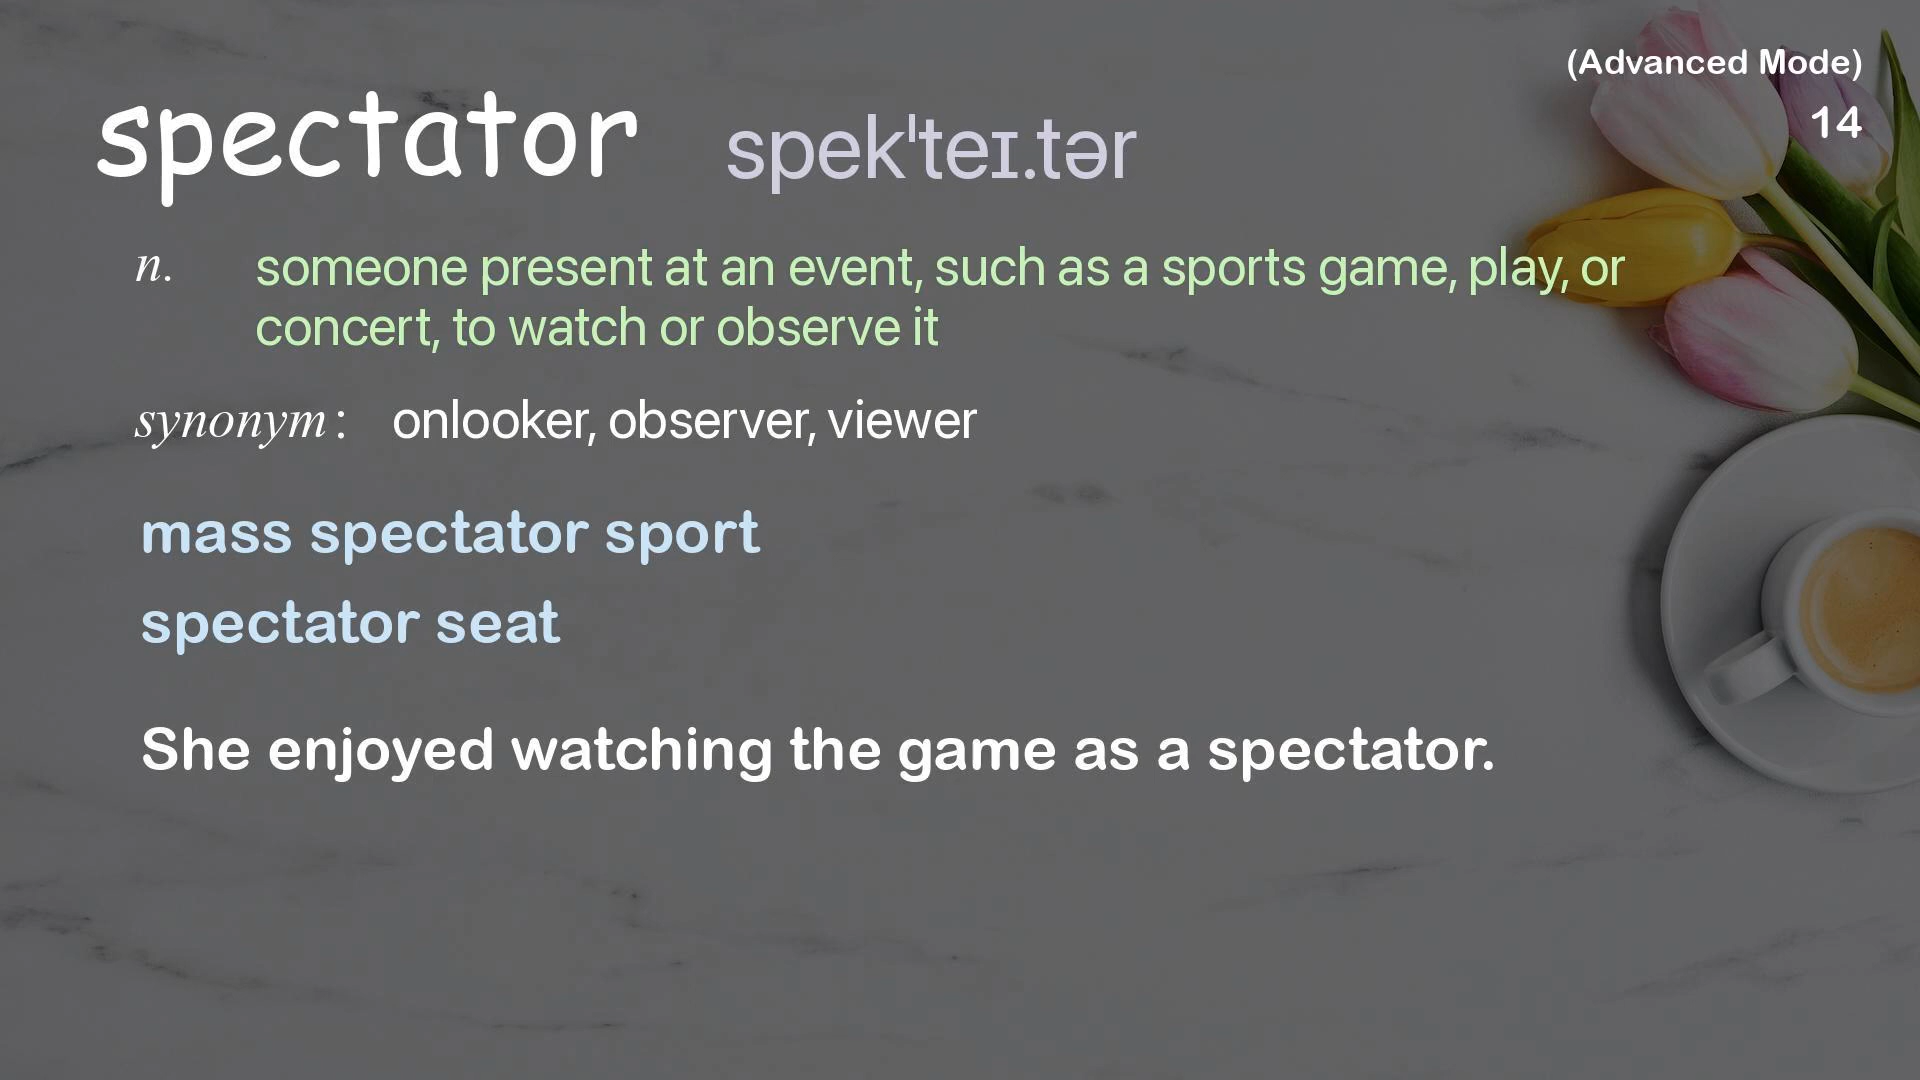 (Advanced Mode)
14
spectator spekˈteɪ.tər
n. someone present at an event, such as a sports game, play, or
concert, to watch or observe it
synonym: onlooker, observer, viewer
mass spectator sport
spectator seat
She enjoyed watching the game as a spectator.